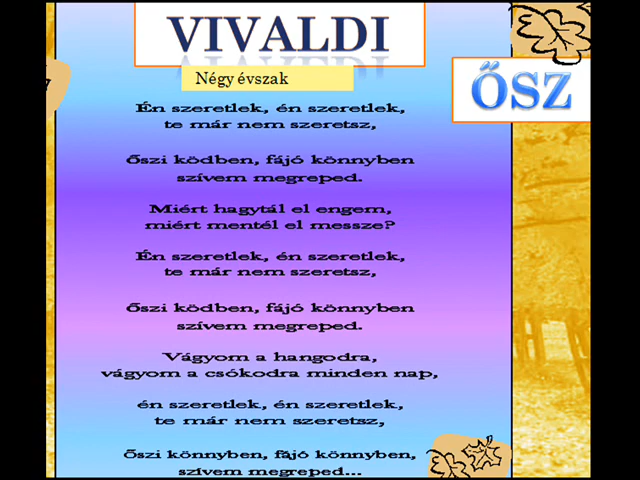 VIVALDI
Négy évszak
ŐSZ
Én szeretlek, én szeretlek,
te már nem szeretsz,
őszi ködben, fájó könnyben
szívem megreped.
Miért hagytál el engem,
miért mentél el messze?
Én szeretlek, én szeretlek,
te már nem szeretsz,
őszi ködben, fájó könnyben
szívem megreped.
Vágyom a hangodra,
vágyom a csókodra minden nap,
én szeretlek, én szeretlek,
te már nem szeretsz,
őszi könnyben, fájó könnyben,
szívem megreped...